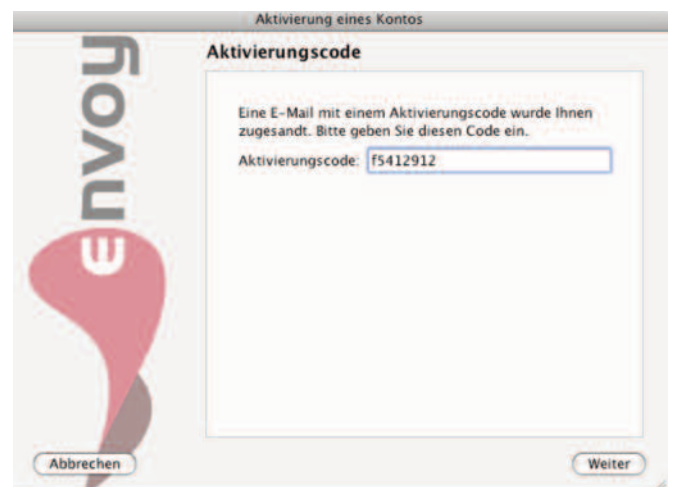 Aktivierung eines Kontos
Aktivierungscode
Eine E-Mail mit einem Aktivierungscode wurde Ihnen
zugesandt. Bitte geben Sie diesen Code ein.
Aktivierungscode: f5412912
envoy
Abbrechen
Weiter